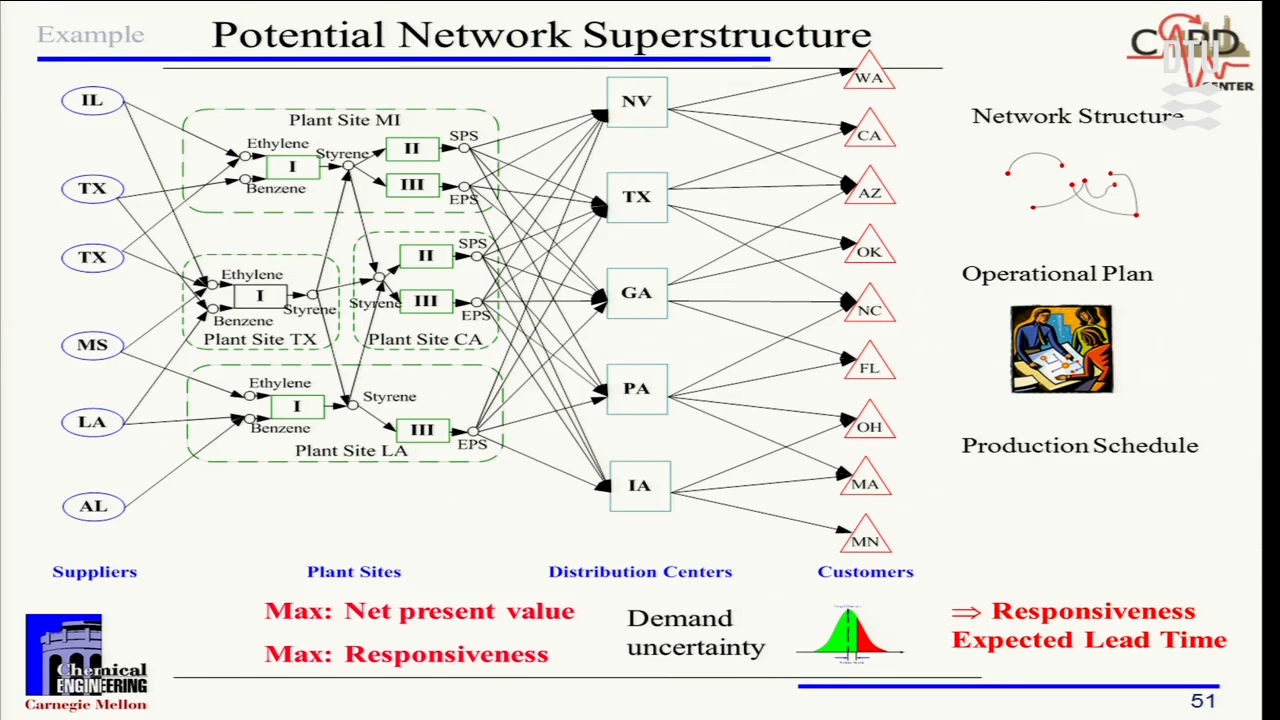 Example
Potential Network Superstructure
CAPD
CENTER
DTU
IL
TX
TX
MS
LA
AL
Plant Site MI
Ethylene
Benzene
I
Styrene
II
III
SPS
EPS
Ethylene
Benzene
I
Styrene
Plant Site TX
Styrene
II
III
SPS
EPS
Plant Site CA
Ethylene
Benzene
I
Styrene
III
EPS
Plant Site LA
NV
TX
GA
PA
IA
WA
CA
AZ
OK
NC
FL
OH
MA
MN
Network Structure
Operational Plan
Production Schedule
Suppliers
Plant Sites
Distribution Centers
Customers
Max: Net present value
Max: Responsiveness
Demand
uncertainty
⇒ Responsiveness
Expected Lead Time
Chemical
ENGINEERING
Carnegie Mellon
51